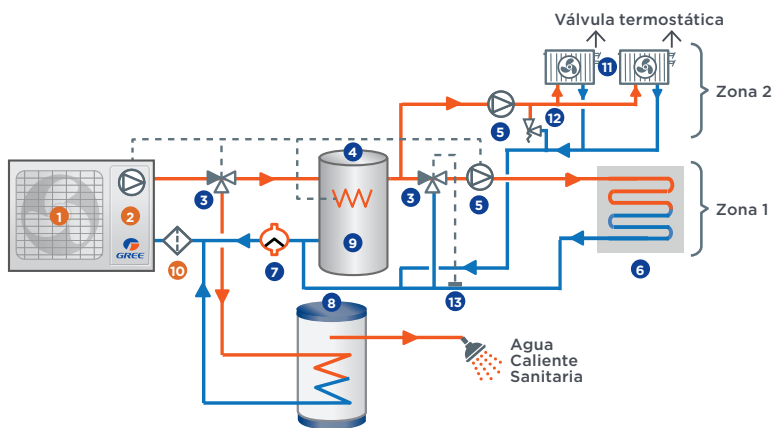 Válvula termostática
11
Zona 2
5
12
4
3
3
5
Zona 1
1
2
GREE
9
10
7
6
8
13
Agua
Caliente
Sanitaria